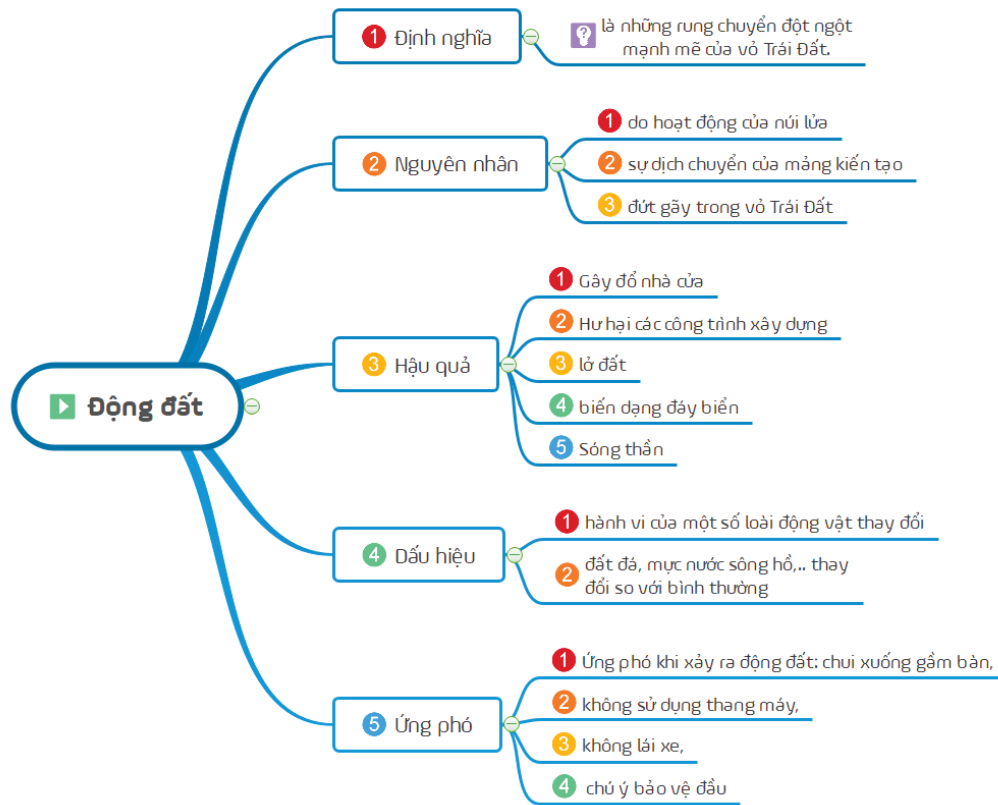 Động đất
1 Định nghĩa
là những rung chuyển đột ngột
mạnh mẽ của vỏ Trái Đất.
2 Nguyên nhân
1 do hoạt động của núi lửa
2 sự dịch chuyển của mảng kiến tạo
3 đứt gãy trong vỏ Trái Đất
3 Hậu quả
1 Gây đổ nhà cửa
2 Hư hại các công trình xây dựng
3 lở đất
4 biến dạng đáy biển
5 Sóng thần
4 Dấu hiệu
1 hành vi của một số loài động vật thay đổi
2 đất đá, mực nước sông hồ,.. thay
đổi so với bình thường
5 Ứng phó
1 Ứng phó khi xảy ra động đất: chui xuống gầm bàn,
2 không sử dụng thang máy,
3 không lái xe,
4 chú ý bảo vệ đầu